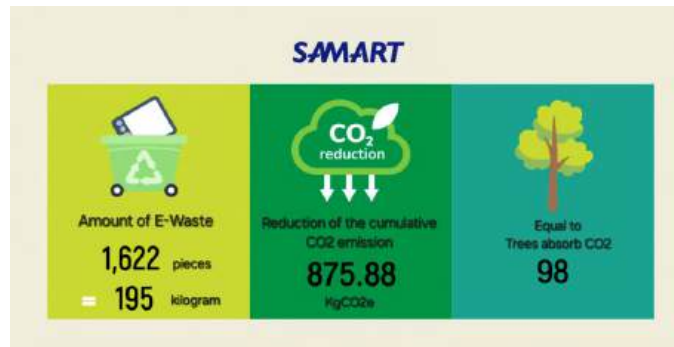 SAMART
CO2
reduction
Amount of E-Waste
1,622 pieces
= 195 kilogram
Reduction of the cumulative
CO2 emission
875.88
KgCO2e
Equal to
Trees absorb CO2
98